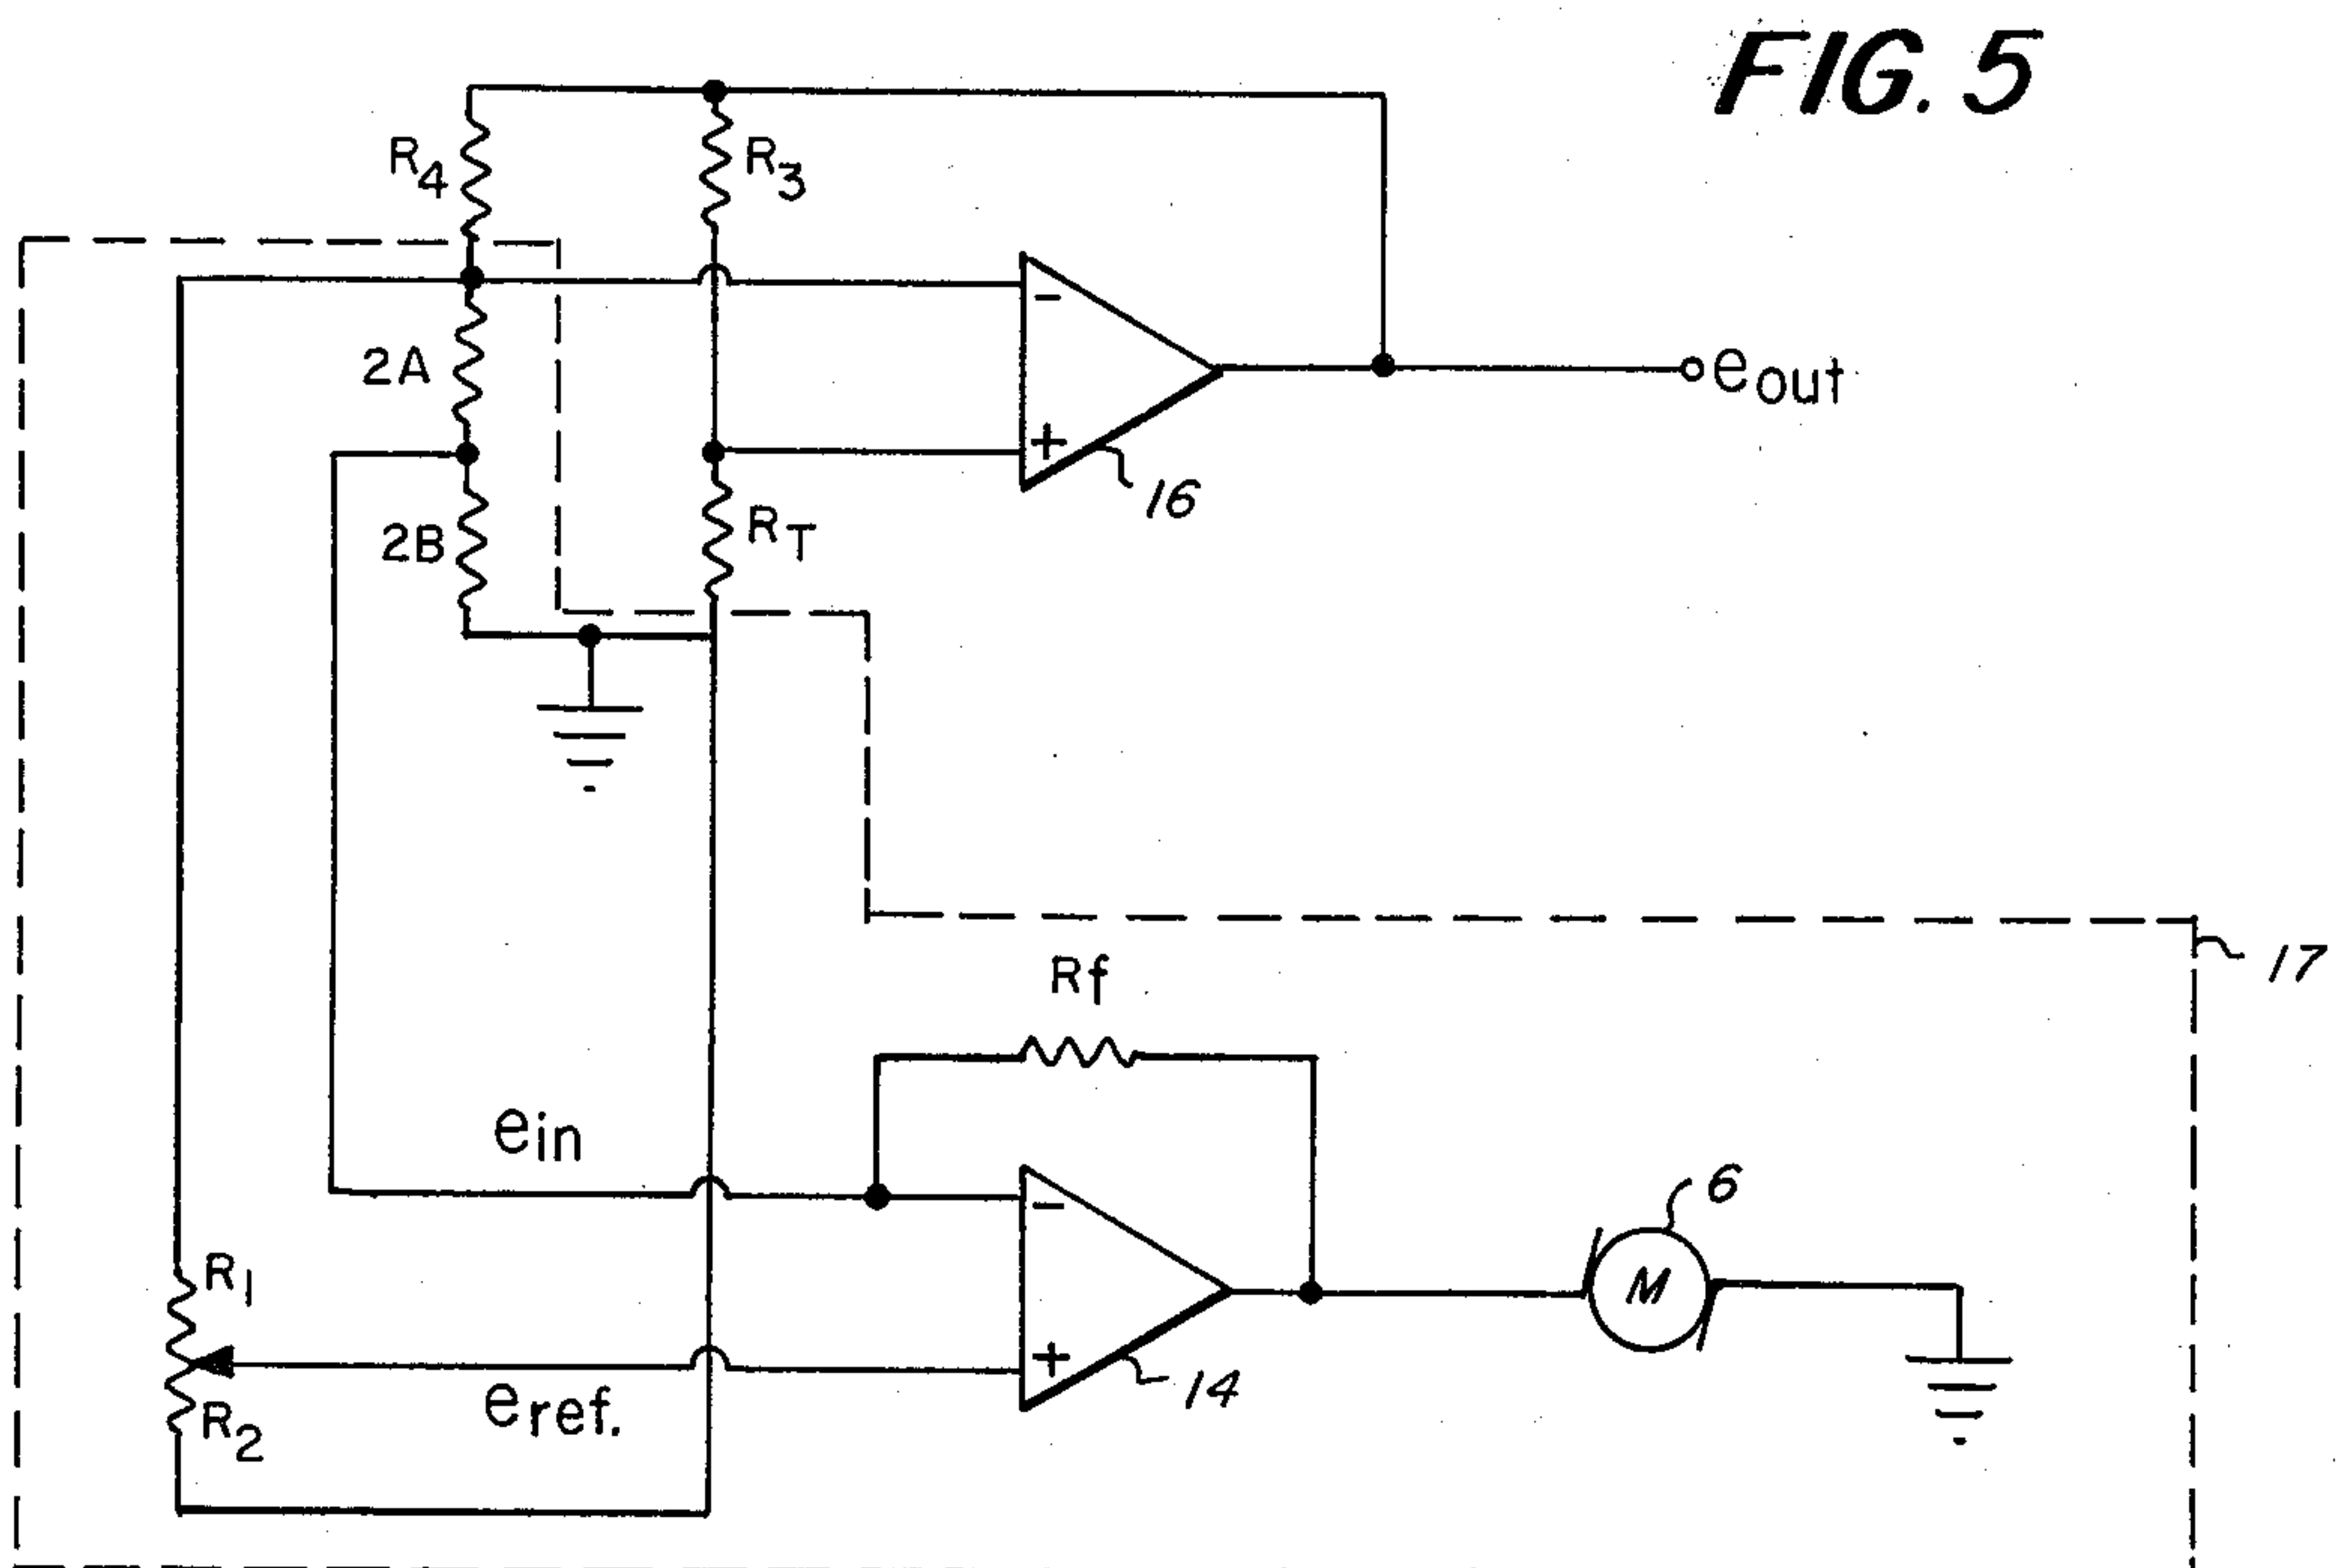 FIG. 5
R4
R3
-
2A
eout
+
16
2B
RT
17
Rf
ein
-
6
R1
M
+
14
eref.
R2